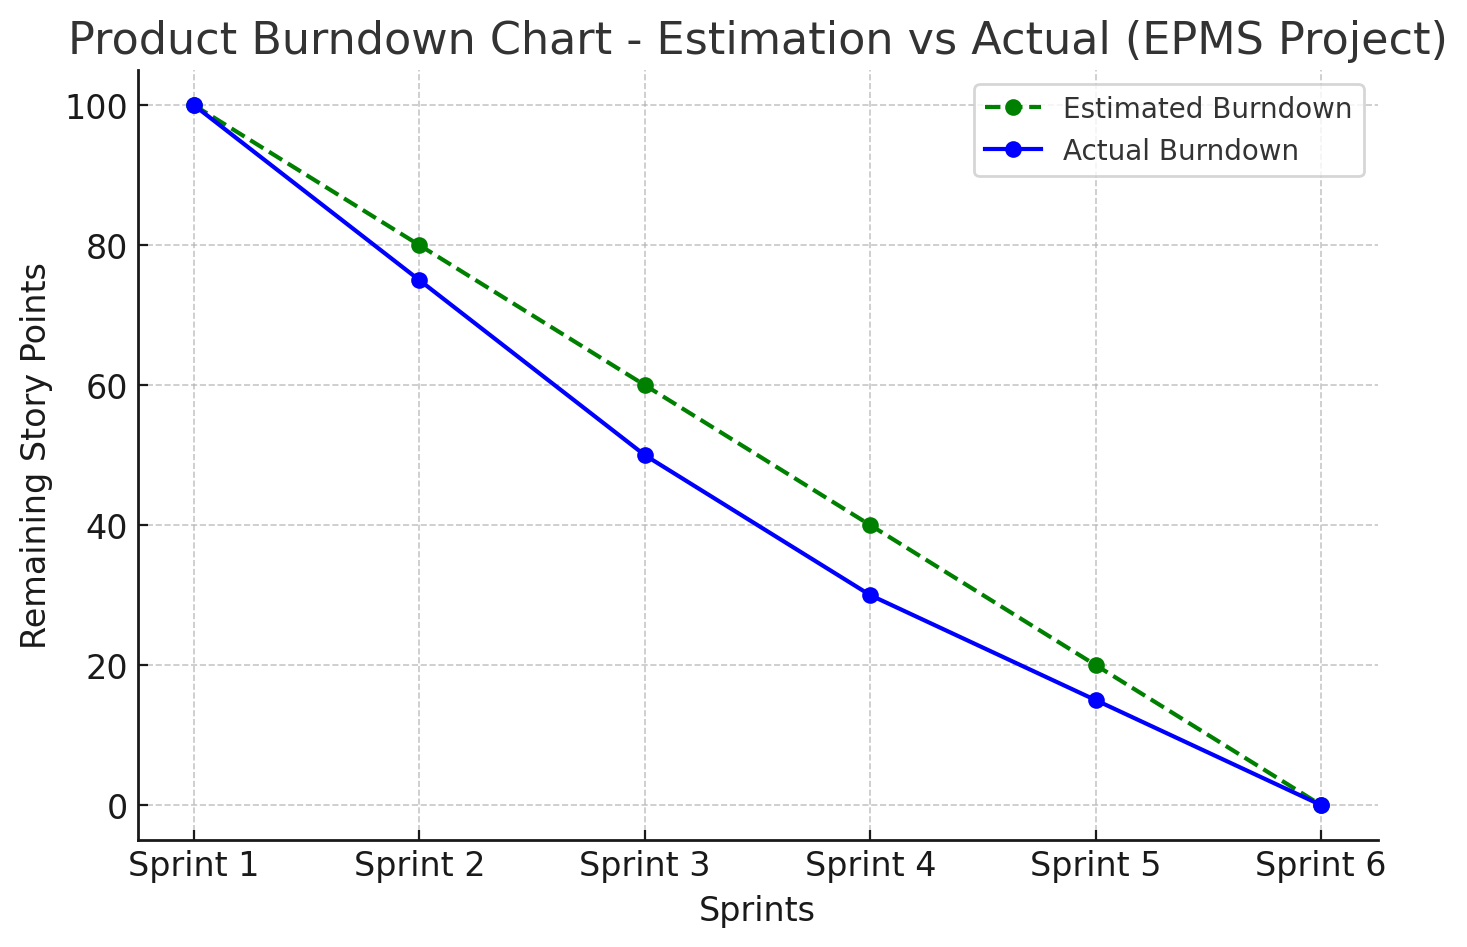 Product Burndown Chart - Estimation vs Actual (EPMS Project)
Estimated Burndown
Actual Burndown
Remaining Story Points
100
80
60
40
20
0
Sprint 1 Sprint 2 Sprint 3 Sprint 4 Sprint 5 Sprint 6
Sprints